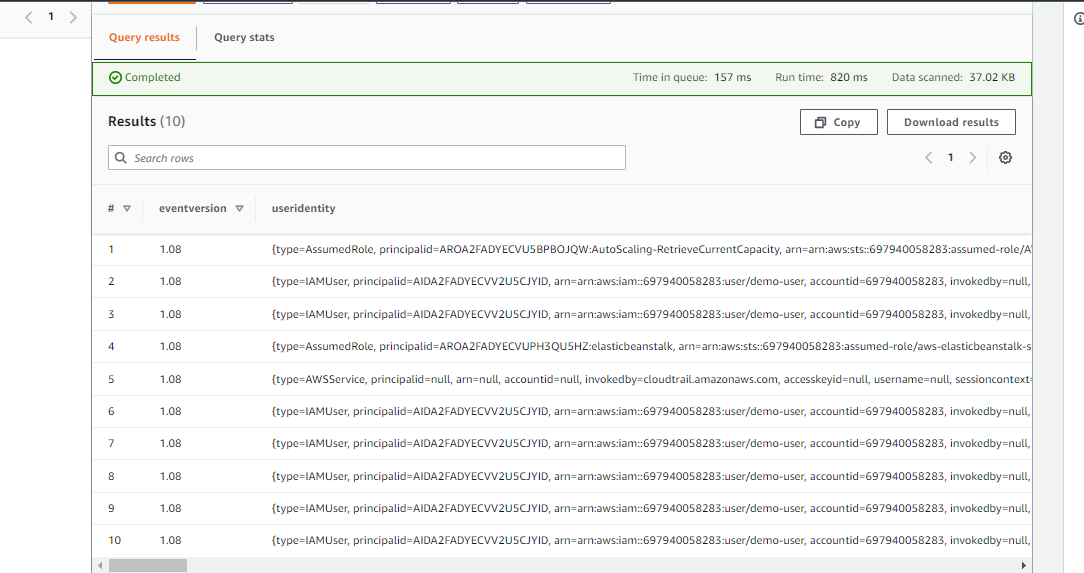 1
Query results Query stats
Completed Time in queue: 157 ms Run time: 820 ms Data scanned: 37.02 KB
Results (10) Copy Download results
Search rows 1
# eventversion useridentity
1 1.08 {type=AssumedRole, principalid=AROA2FADYECVU5BPBOJQW:AutoScaling-RetrieveCurrentCapacity, arn=arn:aws:sts::697940058283:assumed-role/A
2 1.08 {type=IAMUser, principalid=AIDA2FADYECVV2U5CJYID, arn=arn:aws:iam::697940058283:user/demo-user, accountid=697940058283, invokedby=null,
3 1.08 {type=IAMUser, principalid=AIDA2FADYECVV2U5CJYID, arn=arn:aws:iam::697940058283:user/demo-user, accountid=697940058283, invokedby=null,
4 1.08 {type=AssumedRole, principalid=AROA2FADYECVUPH3QU5HZ:elasticbeanstalk, arn=arn:aws:sts::697940058283:assumed-role/aws-elasticbeanstalk-s
5 1.08 {type=AWSService, principalid=null, arn=null, accountid=null, invokedby=cloudtrail.amazonaws.com, accesskeyid=null, username=null, sessioncontext=
6 1.08 {type=IAMUser, principalid=AIDA2FADYECVV2U5CJYID, arn=arn:aws:iam::697940058283:user/demo-user, accountid=697940058283, invokedby=null,
7 1.08 {type=IAMUser, principalid=AIDA2FADYECVV2U5CJYID, arn=arn:aws:iam::697940058283:user/demo-user, accountid=697940058283, invokedby=null,
8 1.08 {type=IAMUser, principalid=AIDA2FADYECVV2U5CJYID, arn=arn:aws:iam::697940058283:user/demo-user, accountid=697940058283, invokedby=null,
9 1.08 {type=IAMUser, principalid=AIDA2FADYECVV2U5CJYID, arn=arn:aws:iam::697940058283:user/demo-user, accountid=697940058283, invokedby=null,
10 1.08 {type=IAMUser, principalid=AIDA2FADYECVV2U5CJYID, arn=arn:aws:iam::697940058283:user/demo-user, accountid=697940058283, invokedby=null,